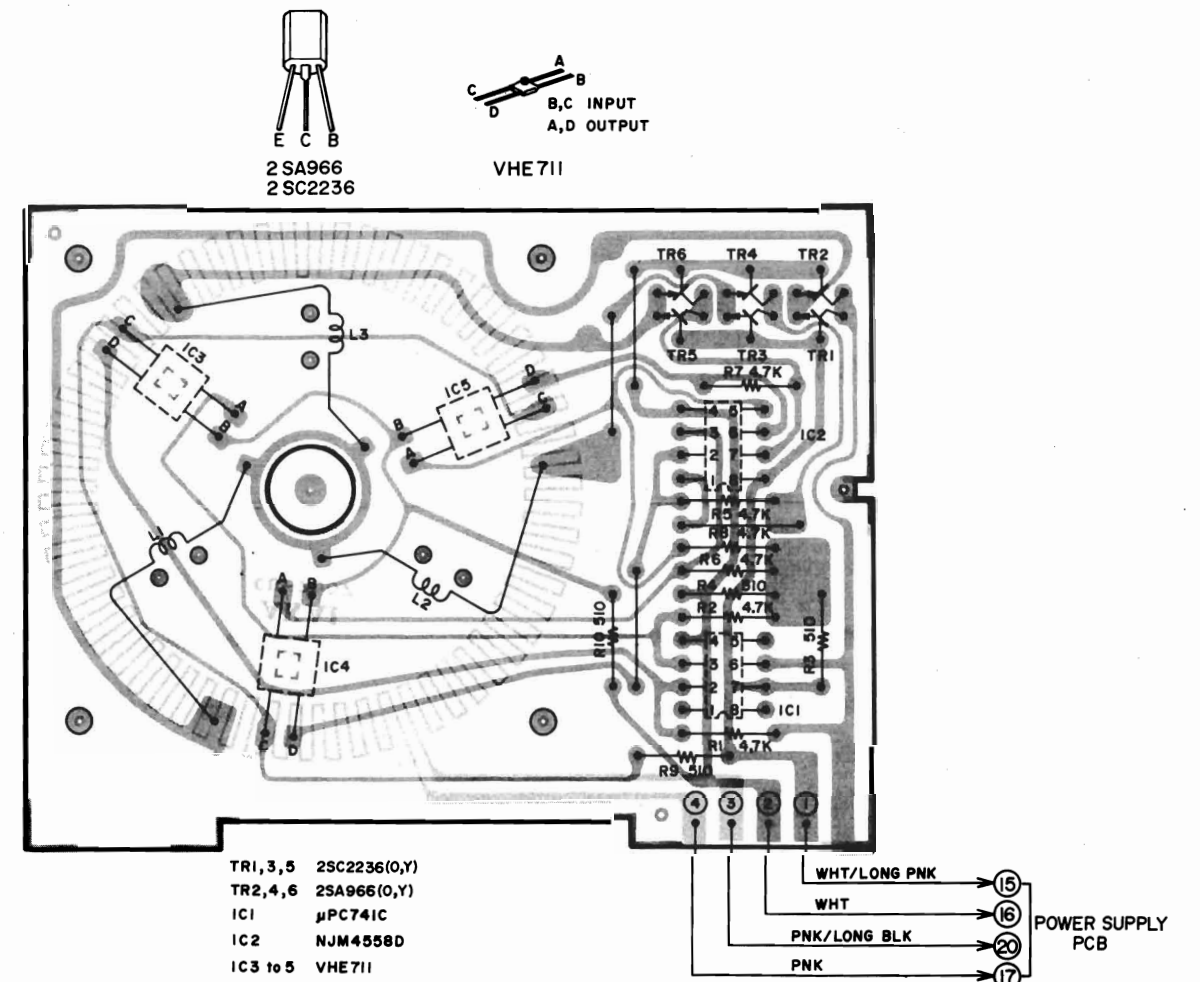 E C B
2SA966
2SC2236
A
B
C
D
B,C INPUT
A,D OUTPUT
VHE711
TR6 TR4 TR2
TR5 TR3 TR1
R7 4.7K
C
D
IC3
A
B
L3
IC5
D
C
B
A
4 5
3 6
2 7
1 8
IC2
R5 4.7K
R8 4.7K
R6 4.7K
R4 510
R2 4.7K
L1
L2
A B
IC4
C D
R10 510
R3 510
4 5
3 6
2 7
1 8
IC1
R1 4.7K
R9 510
4 3 2 1
TR1,3,5 2SC2236(O,Y)
TR2,4,6 2SA966(O,Y)
IC1 μPC741C
IC2 NJM4558D
IC3 to 5 VHE711
WHT/LONG PNK 15
WHT 16
PNK/LONG BLK 20
PNK 17
POWER SUPPLY
PCB